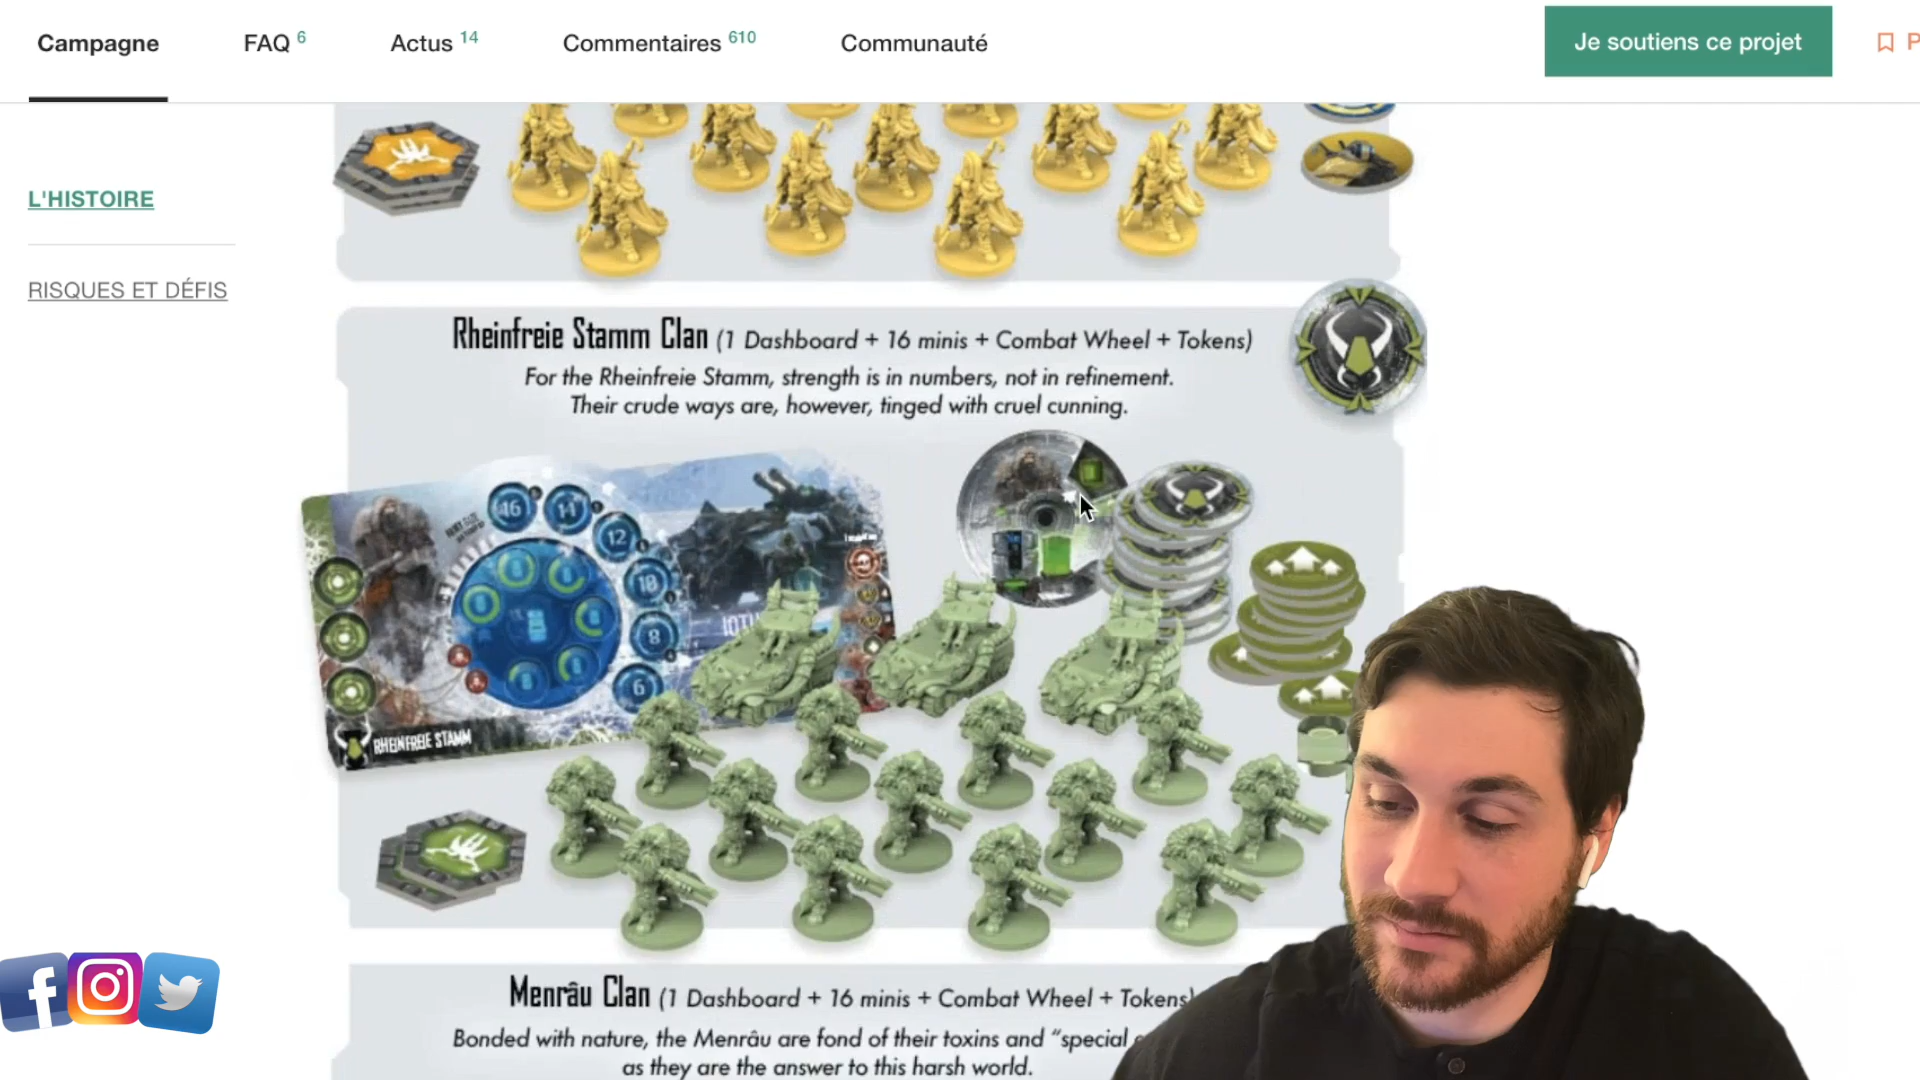 Campagne
FAQ 6
Actus 14
Commentaires 610
Communauté
Je soutiens ce projet
P
L'HISTOIRE
RISQUES ET DÉFIS
Rheinfreie Stamm Clan (1 Dashboard + 16 minis + Combat Wheel + Tokens)
For the Rheinfreie Stamm, strength is in numbers, not in refinement.
Their crude ways are, however, tinged with cruel cunning.
16
14
12
10
8
6
RHEINFREIE STAMM
Menrâu Clan (1 Dashboard + 16 minis + Combat Wheel + Tokens)
Bonded with nature, the Menrâu are fond of their toxins and “special
as they are the answer to this harsh world.